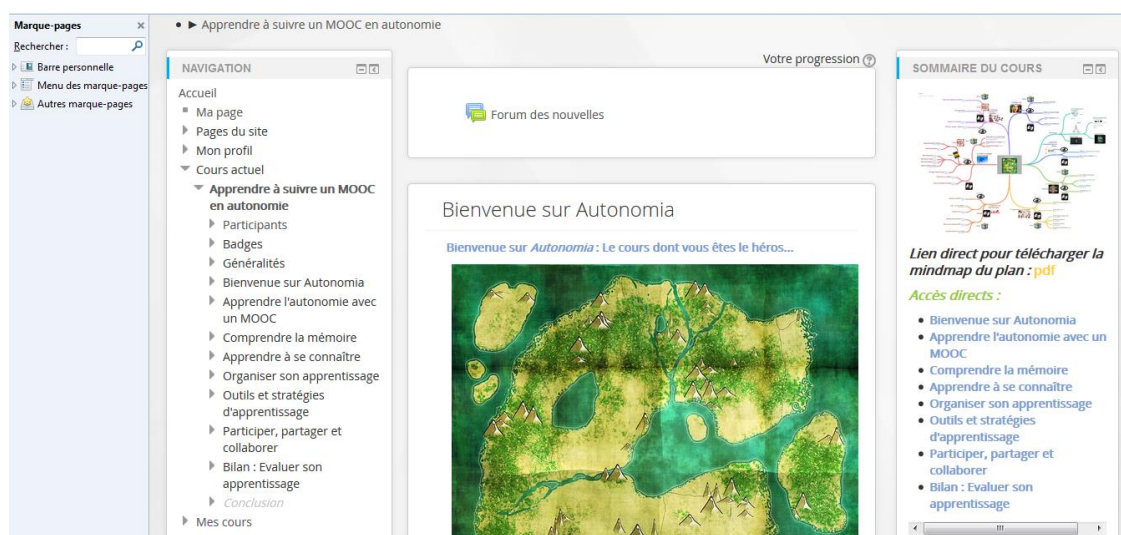 Marque-pages
Rechercher :
Barre personnelle
Menu des marque-pages
Autres marque-pages
Apprendre à suivre un MOOC en autonomie
NAVIGATION
Accueil
Ma page
Pages du site
Mon profil
Cours actuel
Apprendre à suivre un MOOC
en autonomie
Participants
Badges
Généralités
Bienvenue sur Autonomia
Apprendre l'autonomie avec
un MOOC
Comprendre la mémoire
Apprendre à se connaître
Organiser son apprentissage
Outils et stratégies
d'apprentissage
Participer, partager et
collaborer
Bilan : Evaluer son
apprentissage
Conclusion
Mes cours
Votre progression
Forum des nouvelles
Bienvenue sur Autonomia
Bienvenue sur Autonomia : Le cours dont vous êtes le héros...
SOMMAIRE DU COURS
Lien direct pour télécharger la
mindmap du plan : pdf
Accès directs :
Bienvenue sur Autonomia
Apprendre l'autonomie avec un
MOOC
Comprendre la mémoire
Apprendre à se connaître
Organiser son apprentissage
Outils et stratégies
d'apprentissage
Participer, partager et
collaborer
Bilan : Evaluer son
apprentissage